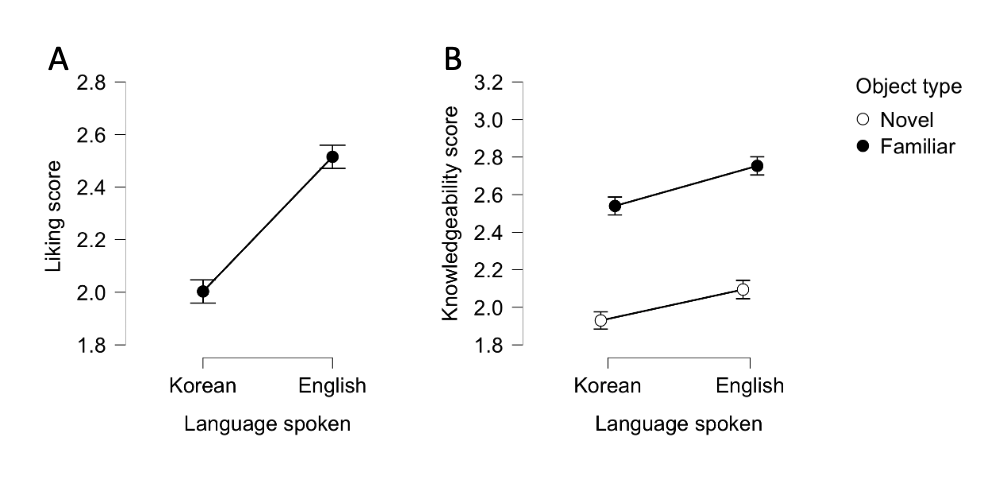 A
Liking score
2.8
2.6
2.4
2.2
2.0
1.8
Korean English
Language spoken
B
Knowledgeability score
3.2
3.0
2.8
2.6
2.4
2.2
2.0
1.8
Korean English
Language spoken
Object type
Novel
Familiar